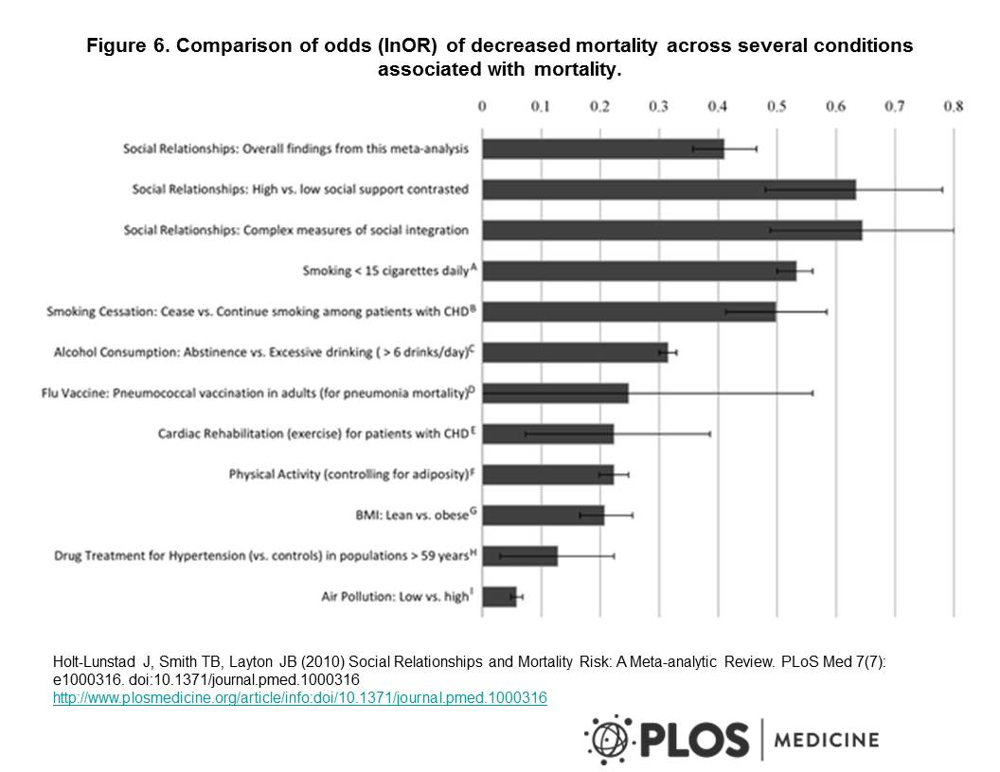 Figure 6. Comparison of odds (lnOR) of decreased mortality across several conditions
associated with mortality.
0 0.1 0.2 0.3 0.4 0.5 0.6 0.7 0.8
Social Relationships: Overall findings from this meta-analysis
Social Relationships: High vs. low social support contrasted
Social Relationships: Complex measures of social integration
Smoking < 15 cigarettes dailyA
Smoking Cessation: Cease vs. Continue smoking among patients with CHDB
Alcohol Consumption: Abstinence vs. Excessive drinking ( > 6 drinks/day)C
Flu Vaccine: Pneumococcal vaccination in adults (for pneumonia mortality)D
Cardiac Rehabilitation (exercise) for patients with CHDE
Physical Activity (controlling for adiposity)F
BMI: Lean vs. obeseG
Drug Treatment for Hypertension (vs. controls) in populations > 59 yearsH
Air Pollution: Low vs. highI
Holt-Lunstad J, Smith TB, Layton JB (2010) Social Relationships and Mortality Risk: A Meta-analytic Review. PLoS Med 7(7):
e1000316. doi:10.1371/journal.pmed.1000316
http://www.plosmedicine.org/article/info:doi/10.1371/journal.pmed.1000316
PLOS MEDICINE